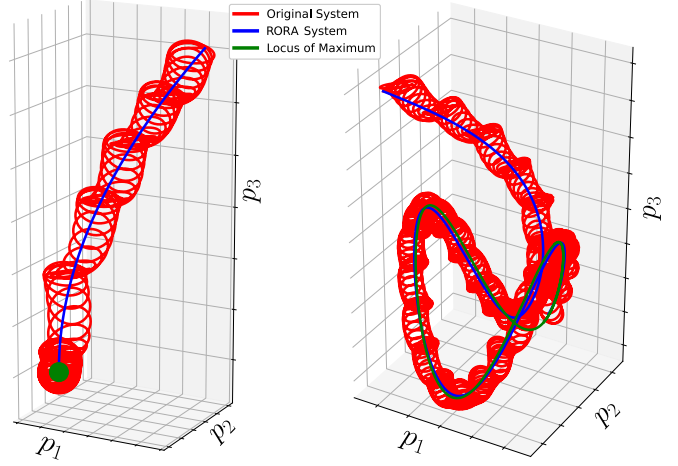 Original System
RORA System
Locus of Maximum
p1
p2
p3
p1
p2
p3